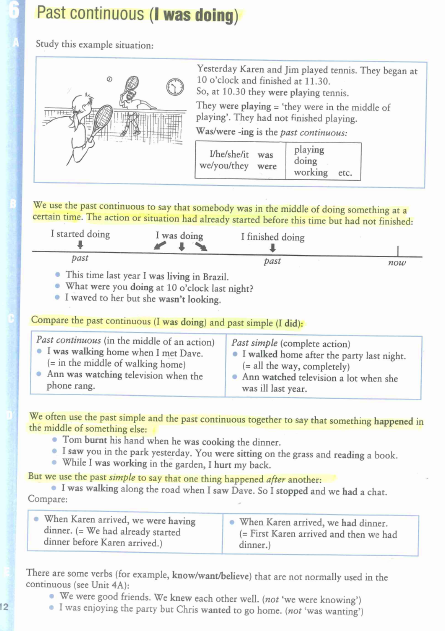 6
Past continuous (I was doing)
A
Study this example situation:
Yesterday Karen and Jim played tennis. They began at
10 o'clock and finished at 11.30.
So, at 10.30 they were playing tennis.
They were playing = 'they were in the middle of
playing'. They had not finished playing.
Was/were -ing is the past continuous:
I/he/she/it was
we/you/they were
playing
doing
working etc.
B
We use the past continuous to say that somebody was in the middle of doing something at a
certain time. The action or situation had already started before this time but had not finished:
I started doing
I was doing
I finished doing
past
past
now
• This time last year I was living in Brazil.
• What were you doing at 10 o'clock last night?
• I waved to her but she wasn't looking.
C
Compare the past continuous (I was doing) and past simple (I did):
Past continuous (in the middle of an action)
• I was walking home when I met Dave.
(= in the middle of walking home)
• Ann was watching television when the
phone rang.
Past simple (complete action)
• I walked home after the party last night.
(= all the way, completely)
• Ann watched television a lot when she
was ill last year.
D
We often use the past simple and the past continuous together to say that something happened in
the middle of something else:
• Tom burnt his hand when he was cooking the dinner.
• I saw you in the park yesterday. You were sitting on the grass and reading a book.
• While I was working in the garden, I hurt my back.
But we use the past simple to say that one thing happened after another:
• I was walking along the road when I saw Dave. So I stopped and we had a chat.
Compare:
• When Karen arrived, we were having
dinner. (= We had already started
dinner before Karen arrived.)
• When Karen arrived, we had dinner.
(= First Karen arrived and then we had
dinner.)
E
There are some verbs (for example, know/want/believe) that are not normally used in the
continuous (see Unit 4A):
• We were good friends. We knew each other well. (not 'we were knowing')
• I was enjoying the party but Chris wanted to go home. (not 'was wanting')
12